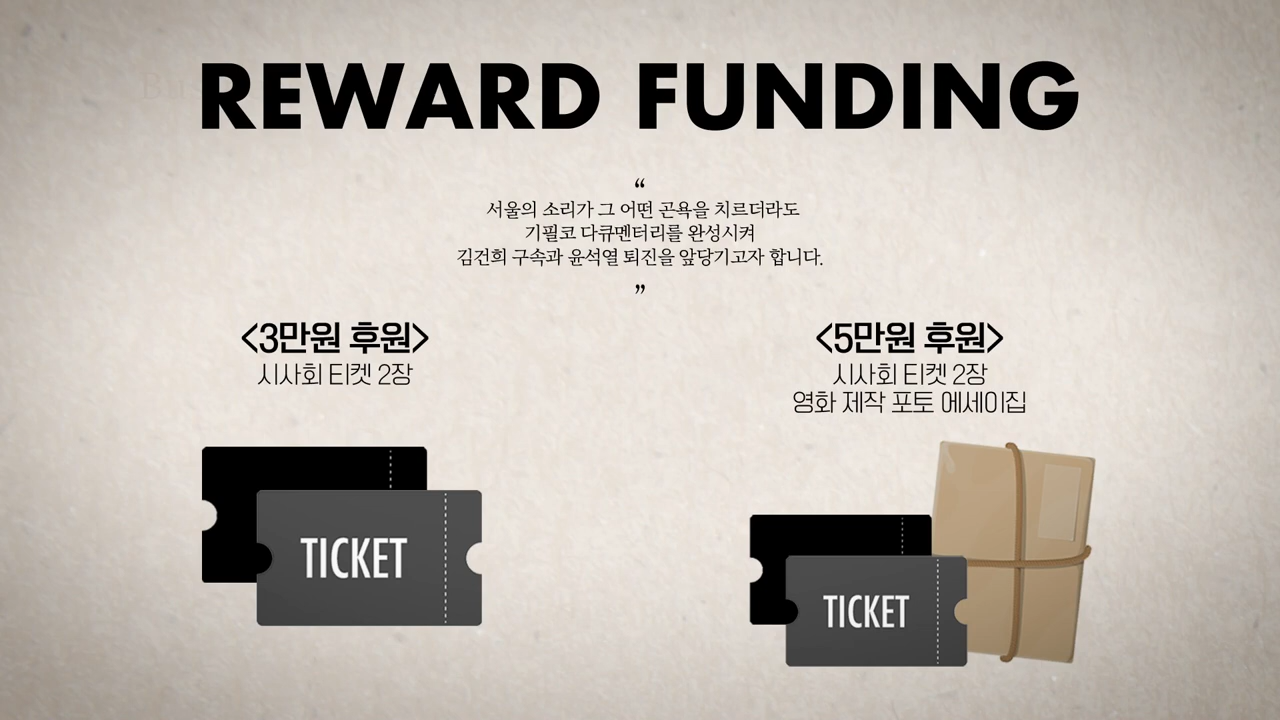 REWARD FUNDING
“
서울의 소리가 그 어떤 곤욕을 치르더라도
기필코 다큐멘터리를 완성시켜
김건희 구속과 윤석열 퇴진을 앞당기고자 합니다.
”
<3만원 후원>
시사회 티켓 2장
TICKET
<5만원 후원>
시사회 티켓 2장
영화 제작 포토 에세이집
TICKET